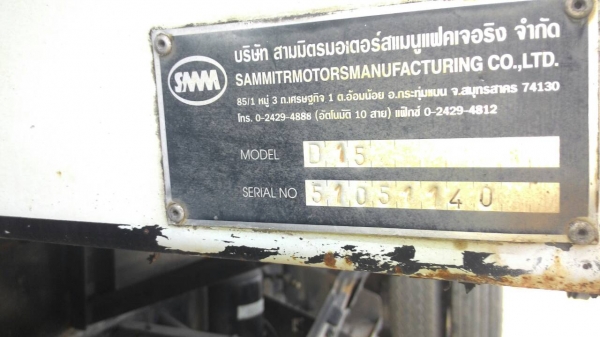 SMM
บริษัท สามมิตรมอเตอร์สแมนูแฟคเจอริง จำกัด
SAMMITRMOTORSMANUFACTURING CO.,LTD.
85/1 หมู่ 3 ถ.เศรษฐกิจ 1 ต.อ้อมน้อย อ.กระทุ่มแบน จ.สมุทรสาคร 74130
โทร. 0-2429-4888 (อัตโนมัติ 10 สาย) แฟ็กซ์ 0-2429-4812
MODEL D15
SERIAL NO 51051140